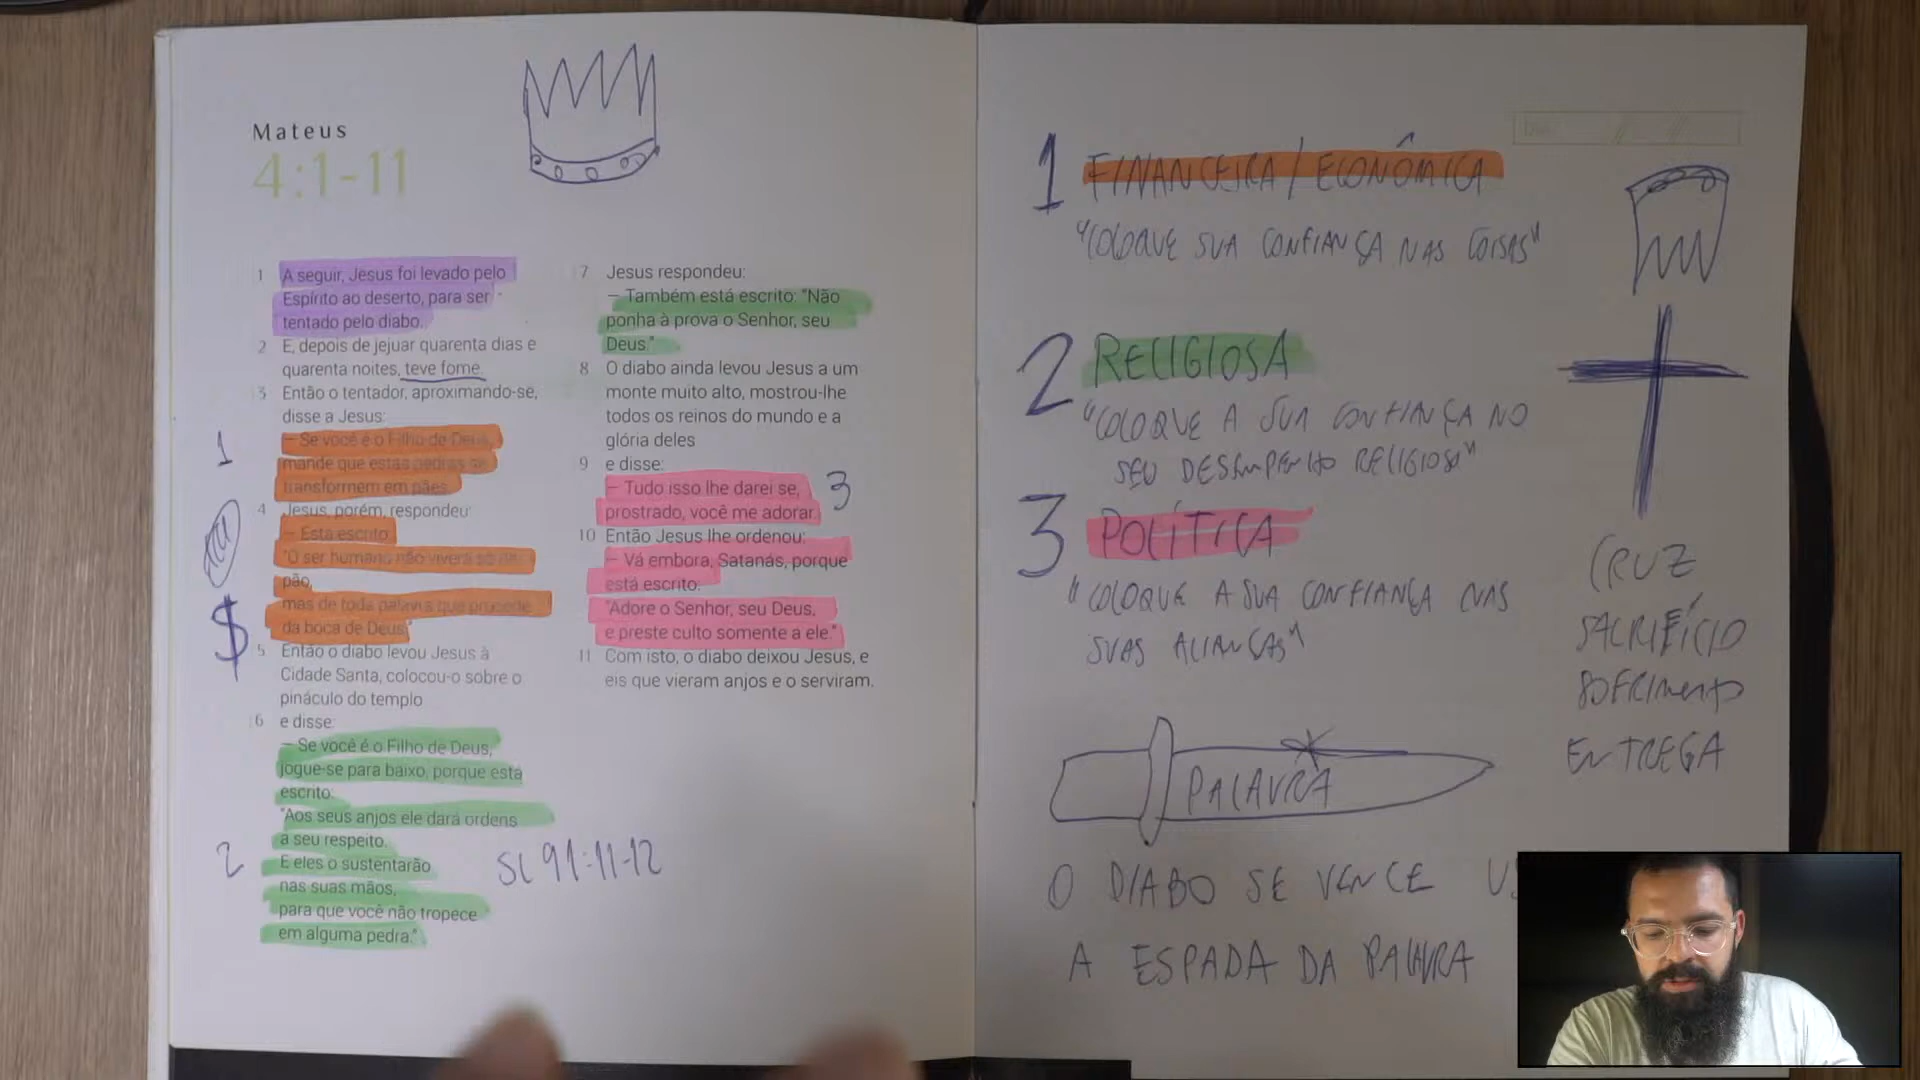 Mateus
4:1-11
1 A seguir, Jesus foi levado pelo
Espírito ao deserto, para ser
tentado pelo diabo.
2 E, depois de jejuar quarenta dias e
quarenta noites, teve fome.
3 Então o tentador, aproximando-se,
disse a Jesus:
1 — Se você é o Filho de Deus,
mande que estas pedras se
transformem em pães.
4 Jesus, porém, respondeu:
— Está escrito:
"O ser humano não viverá só de
pão,
mas de toda palavra que procede
da boca de Deus."
$
5 Então o diabo levou Jesus à
Cidade Santa, colocou-o sobre o
pináculo do templo
6 e disse:
— Se você é o Filho de Deus,
jogue-se para baixo, porque está
escrito:
"Aos seus anjos ele dará ordens
a seu respeito.
2 E eles o sustentarão
nas suas mãos,
para que você não tropece
em alguma pedra."
SL 91:11-12
7 Jesus respondeu:
— Também está escrito: "Não
ponha à prova o Senhor, seu
Deus."
8 O diabo ainda levou Jesus a um
monte muito alto, mostrou-lhe
todos os reinos do mundo e a
glória deles
9 e disse:
— Tudo isso lhe darei se, 3
prostrado, você me adorar.
10 Então Jesus lhe ordenou:
— Vá embora, Satanás, porque
está escrito:
"Adore o Senhor, seu Deus,
e preste culto somente a ele."
11 Com isto, o diabo deixou Jesus, e
eis que vieram anjos e o serviram.
1 FINANCEIRA / ECONÔMICA
"COLOQUE SUA CONFIANÇA NAS COISAS"
2 RELIGIOSA
"COLOQUE A SUA CONFIANÇA NO
SEU DESEMPENHO RELIGIOSO"
3 POLÍTICA
"COLOQUE A SUA CONFIANÇA NAS
SUAS ALIANÇAS"
PALAVRA
O DIABO SE VENCE
A ESPADA DA PALAVRA
CRUZ
SACRIFÍCIO
SOFRIMENTO
ENTREGA